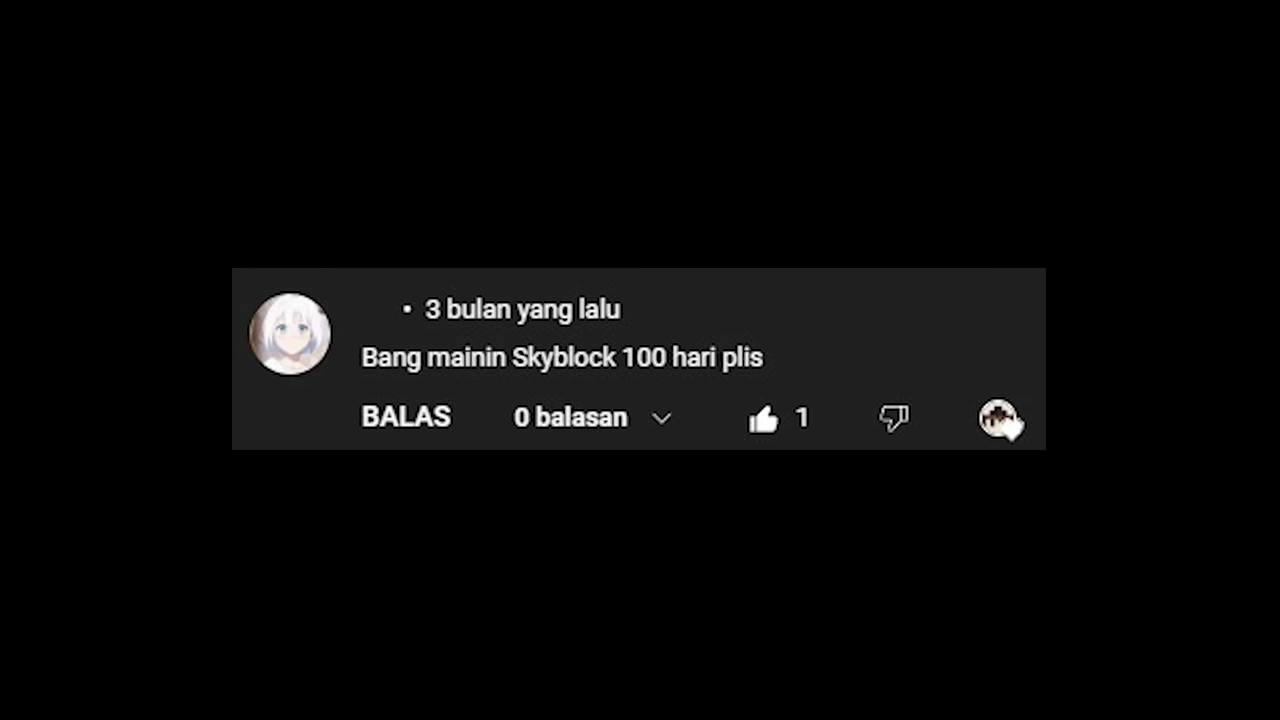 • 3 bulan yang lalu
Bang mainin Skyblock 100 hari plis
BALAS 0 balasan 1